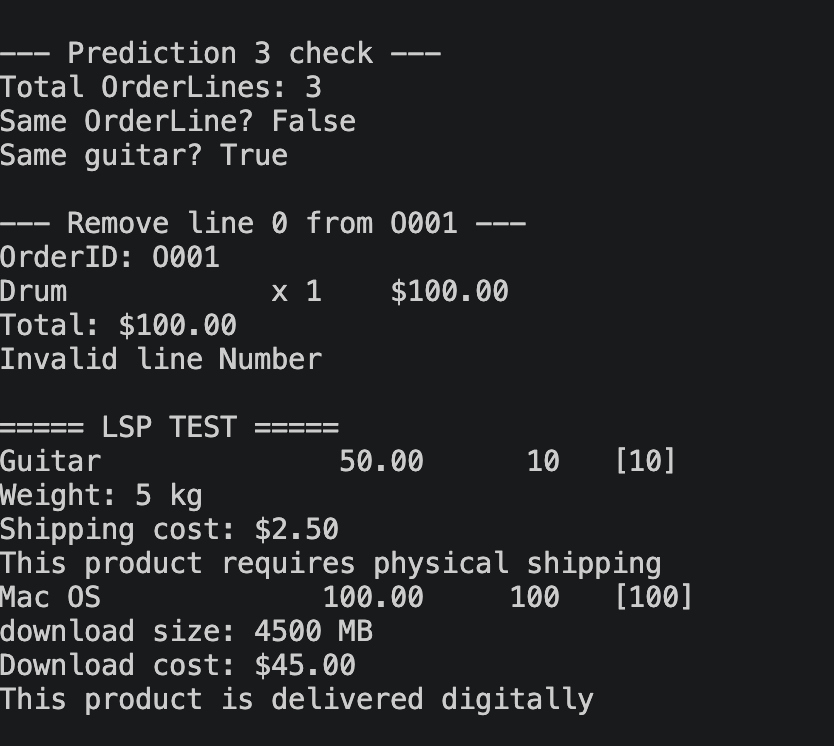 --- Prediction 3 check ---
Total OrderLines: 3
Same OrderLine? False
Same guitar? True
--- Remove line 0 from O001 ---
OrderID: O001
Drum            x 1    $100.00
Total: $100.00
Invalid line Number
===== LSP TEST =====
Guitar              50.00      10   [10]
Weight: 5 kg
Shipping cost: $2.50
This product requires physical shipping
Mac OS             100.00     100   [100]
download size: 4500 MB
Download cost: $45.00
This product is delivered digitally